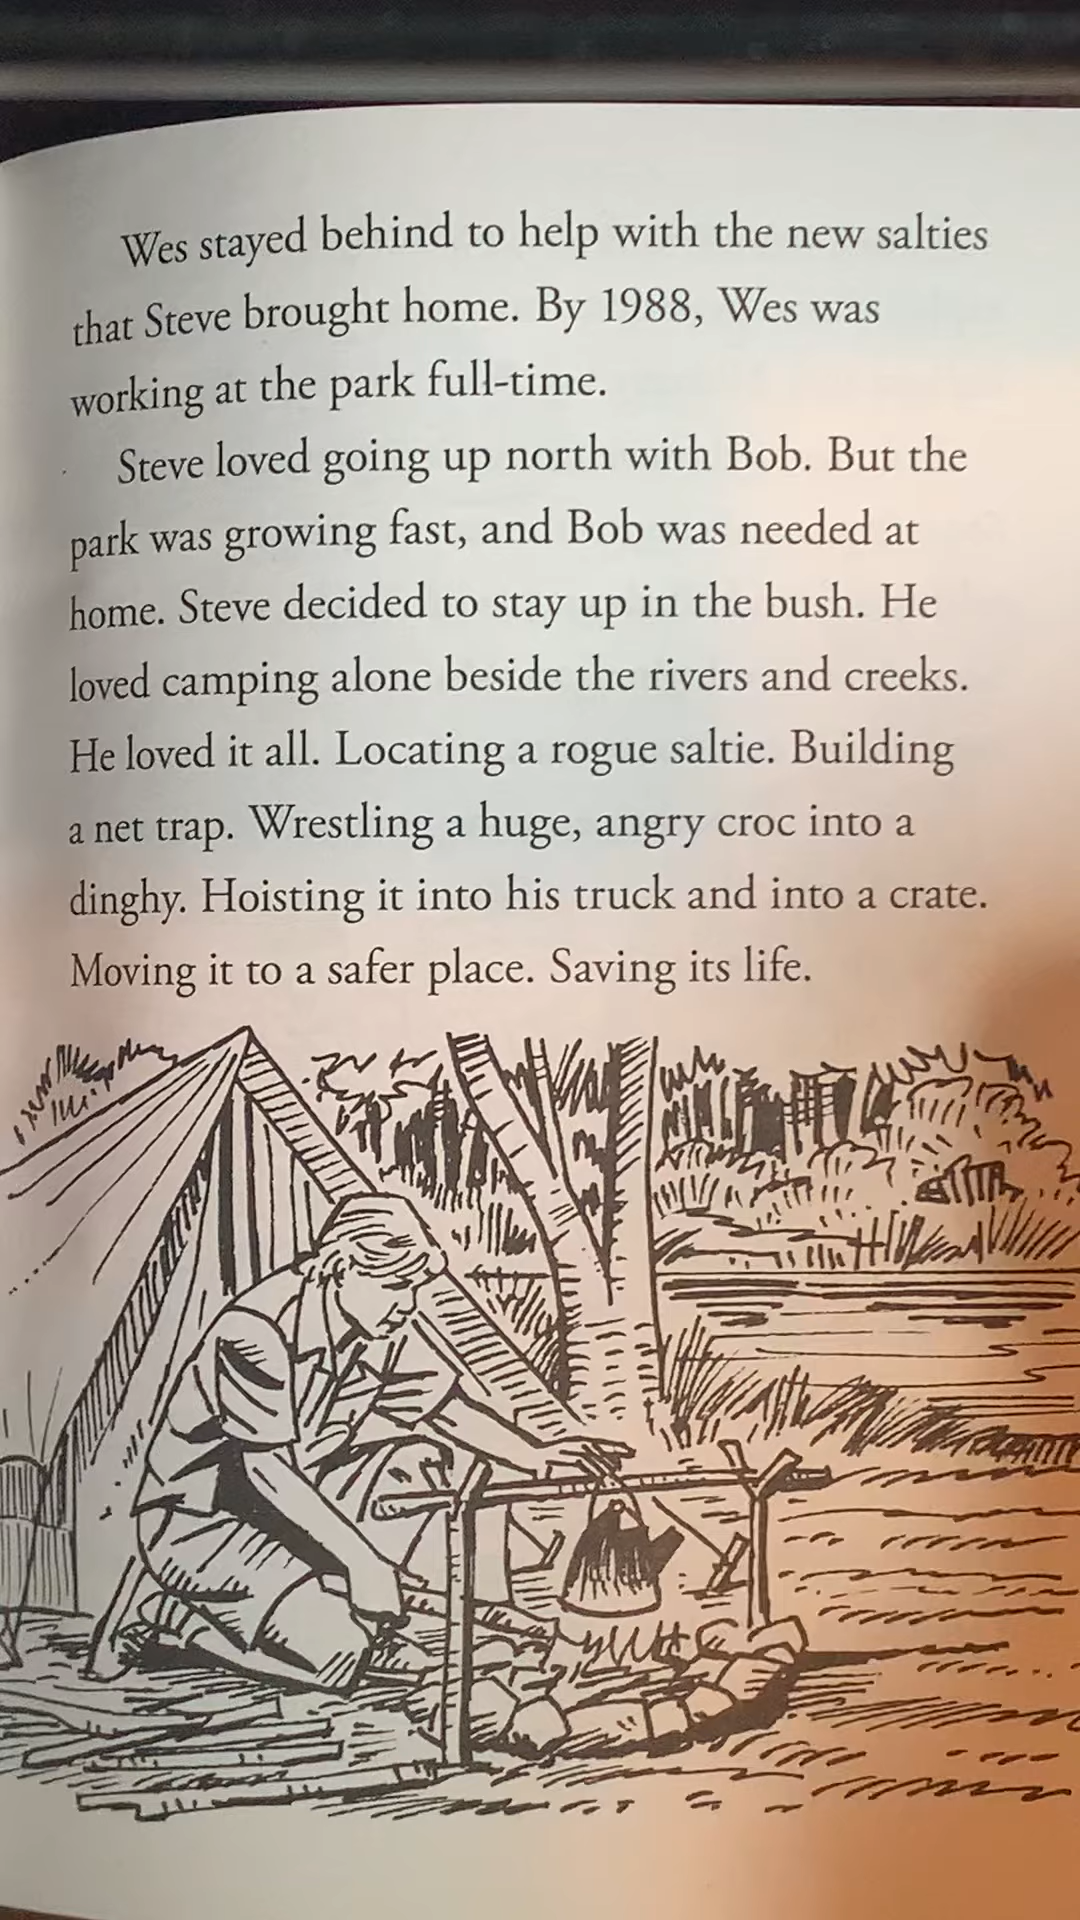 Wes stayed behind to help with the new salties
that Steve brought home. By 1988, Wes was
working at the park full-time.
Steve loved going up north with Bob. But the
park was growing fast, and Bob was needed at
home. Steve decided to stay up in the bush. He
loved camping alone beside the rivers and creeks.
He loved it all. Locating a rogue saltie. Building
a net trap. Wrestling a huge, angry croc into a
dinghy. Hoisting it into his truck and into a crate.
Moving it to a safer place. Saving its life.